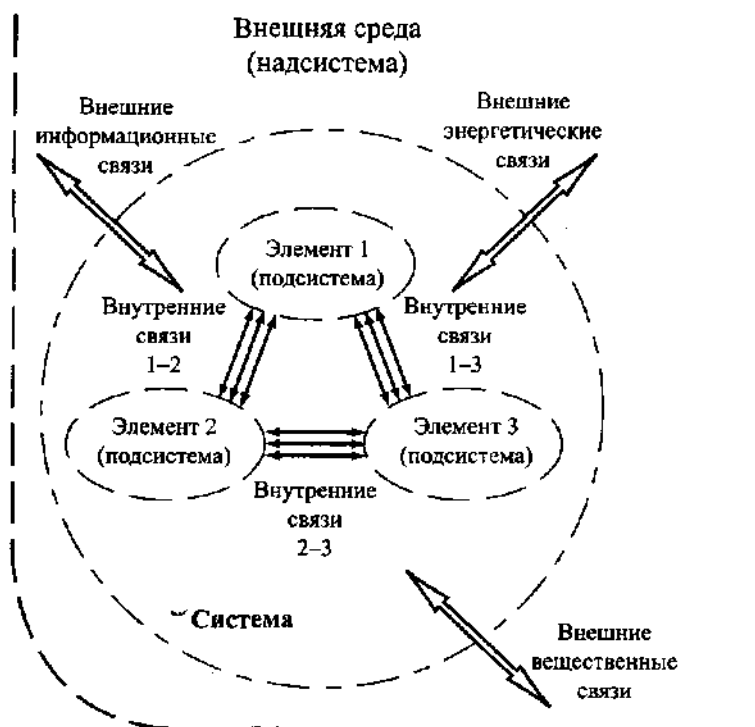 Внешняя среда
(надсистема)
Внешние
информационные
связи
Внешние
энергетические
связи
Элемент 1
(подсистема)
Внутренние
связи
1–2
Внутренние
связи
1–3
Элемент 2
(подсистема)
Элемент 3
(подсистема)
Внутренние
связи
2–3
Система
Внешние
вещественные
связи